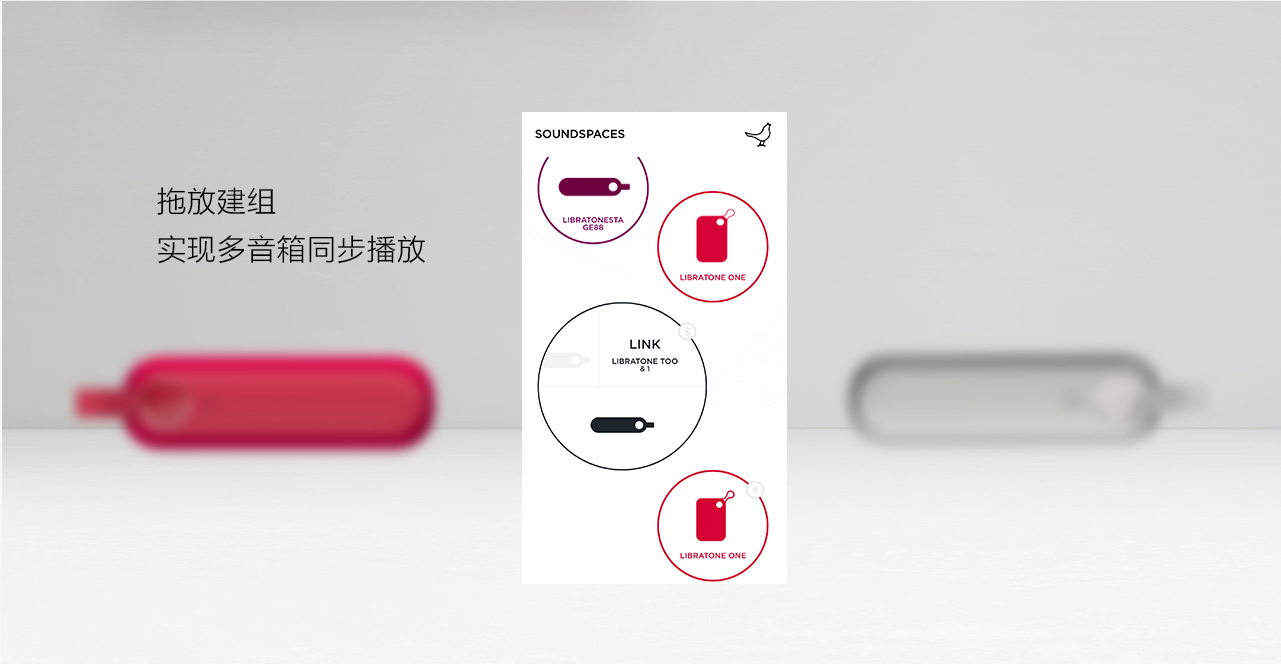 拖放建组
实现多音箱同步播放
SOUNDSPACES
LIBRATONESTA
GE88
LIBRATONE ONE
LINK
LIBRATONE TOO
& 1
LIBRATONE ONE